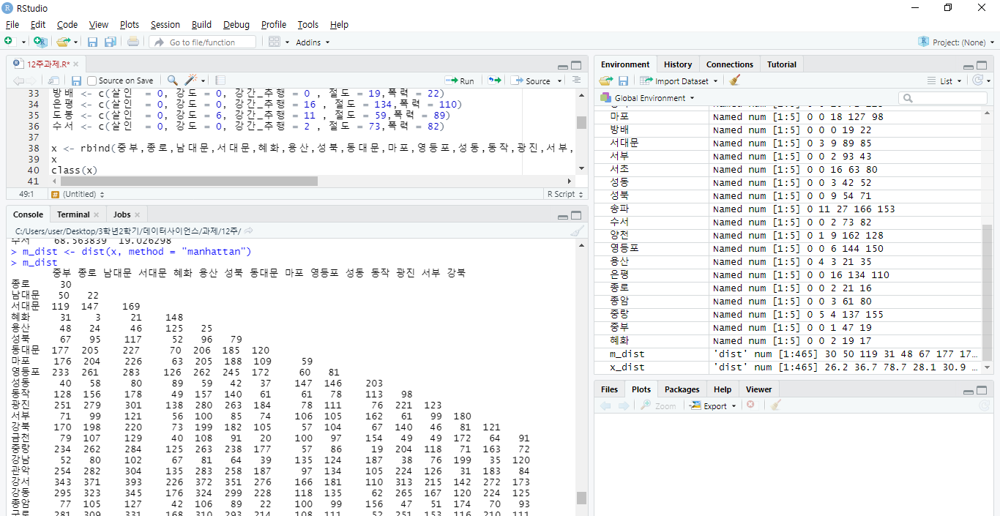 RStudio
File Edit Code View Plots Session Build Debug Profile Tools Help
Go to file/function Addins Project: (None)
12주과제.R*
Source on Save Run Source
33 방배 <- c(살인 = 0, 강도 = 0, 강간_추행 = 0 , 절도 = 19,폭력 = 22)
34 은평 <- c(살인 = 0, 강도 = 0, 강간_추행 = 16 , 절도 = 134,폭력 = 110)
35 도봉 <- c(살인 = 0, 강도 = 6, 강간_추행 = 11 , 절도 = 59,폭력 = 89)
36 수서 <- c(살인 = 0, 강도 = 0, 강간_추행 = 2 , 절도 = 73,폭력 = 82)
37
38 x <- rbind(중부,종로,남대문,서대문,혜화,용산,성북,동대문,마포,영등포,성동,동작,광진,서부,
39 x
40 class(x)
41
49:1 (Untitled) R Script
Console Terminal Jobs
C:/Users/user/Desktop/3학년2학기/데이터사이언스/과제/12주/
수서 68.563839 19.026298
> m_dist <- dist(x, method = "manhattan")
> m_dist
중부 종로 남대문 서대문 혜화 용산 성북 동대문 마포 영등포 성동 동작 광진 서부 강북
종로 30
남대문 50 22
서대문 119 147 169
혜화 31 3 21 148
용산 48 24 46 125 25
성북 67 95 117 52 96 79
동대문 177 205 227 70 206 185 120
마포 176 204 226 63 205 188 109 59
영등포 233 261 283 126 262 245 172 60 81
성동 40 58 80 89 59 42 37 147 146 203
동작 128 156 178 49 157 140 61 61 78 113 98
광진 251 279 301 138 280 263 184 78 111 76 221 123
서부 71 99 121 56 100 85 74 106 105 162 61 99 180
강북 170 198 220 73 199 182 105 57 104 67 140 46 81 121
금천 79 107 129 40 108 91 20 100 97 154 49 49 172 64 91
중랑 234 262 284 125 263 238 177 57 86 19 204 118 71 163 72
강남 52 80 102 67 81 64 39 135 124 187 38 76 199 35 120
관악 254 282 304 135 283 258 187 97 134 105 224 126 31 183 84
강서 343 371 393 226 372 351 276 166 181 110 313 215 142 272 173
강동 295 323 345 176 324 299 228 118 135 62 265 167 120 224 125
종암 77 105 127 42 106 89 22 100 99 156 47 51 174 70 93
구로 281 309 331 168 310 293 214 108 111 52 251 153 116 210 111
Environment History Connections Tutorial
Import Dataset List
Global Environment
마포 Named num [1:5] 0 0 18 127 98
방배 Named num [1:5] 0 0 0 19 22
서대문 Named num [1:5] 0 3 9 89 85
서부 Named num [1:5] 0 0 2 93 43
서초 Named num [1:5] 0 0 16 63 80
성동 Named num [1:5] 0 0 3 42 52
성북 Named num [1:5] 0 0 9 54 71
송파 Named num [1:5] 0 11 27 166 153
수서 Named num [1:5] 0 0 2 73 82
양천 Named num [1:5] 0 1 9 162 128
영등포 Named num [1:5] 0 0 6 144 150
용산 Named num [1:5] 0 4 3 21 35
은평 Named num [1:5] 0 0 16 134 110
종로 Named num [1:5] 0 0 2 21 16
종암 Named num [1:5] 0 0 3 61 80
중랑 Named num [1:5] 0 5 4 137 155
중부 Named num [1:5] 0 0 1 47 19
혜화 Named num [1:5] 0 0 2 19 17
m_dist 'dist' num [1:465] 30 50 119 31 48 67 177 17…
x_dist 'dist' num [1:465] 26.2 36.7 78.7 28.1 30.9 …
Files Plots Packages Help Viewer
Zoom Export